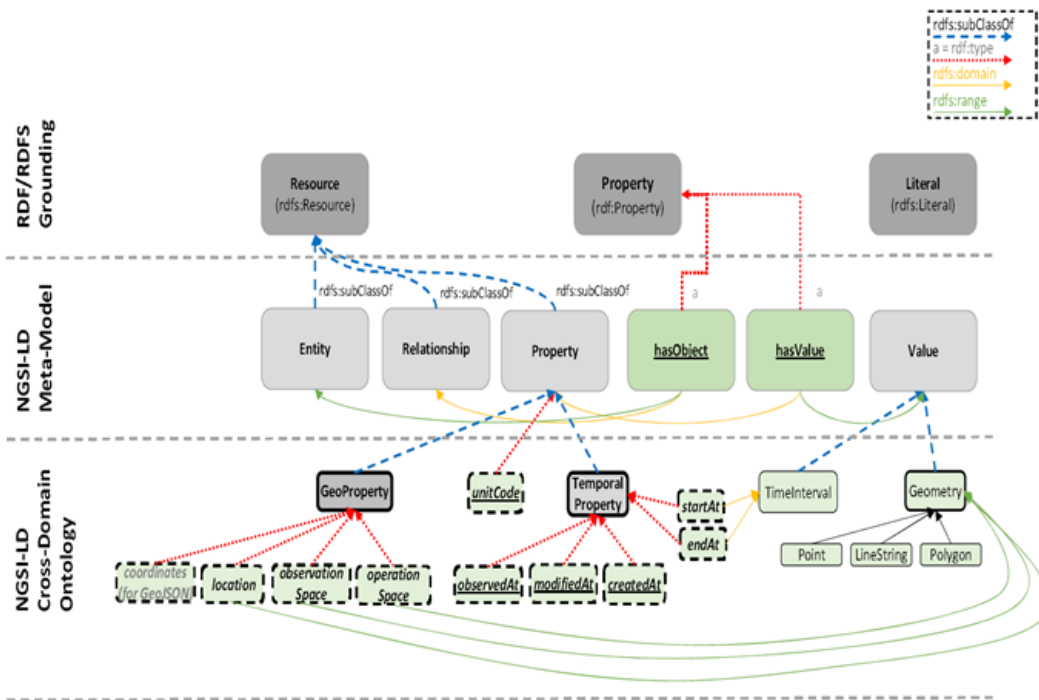 rdfs:subClassOf
a = rdf:type
rdfs:domain
rdfs:range
RDF/RDFS
Grounding
Resource
(rdfs:Resource)
Property
(rdf:Property)
Literal
(rdfs:Literal)
NGSI-LD
Meta-Model
rdfs:subClassOf
rdfs:subClassOf
rdfs:subClassOf
a
a
Entity
Relationship
Property
hasObject
hasValue
Value
NGSI-LD
Cross-Domain
Ontology
GeoProperty
unitCode
Temporal
Property
startAt
endAt
TimeInterval
Geometry
Point
LineString
Polygon
coordinates
(for GeoJSON)
location
observation
Space
operation
Space
observedAt
modifiedAt
createdAt